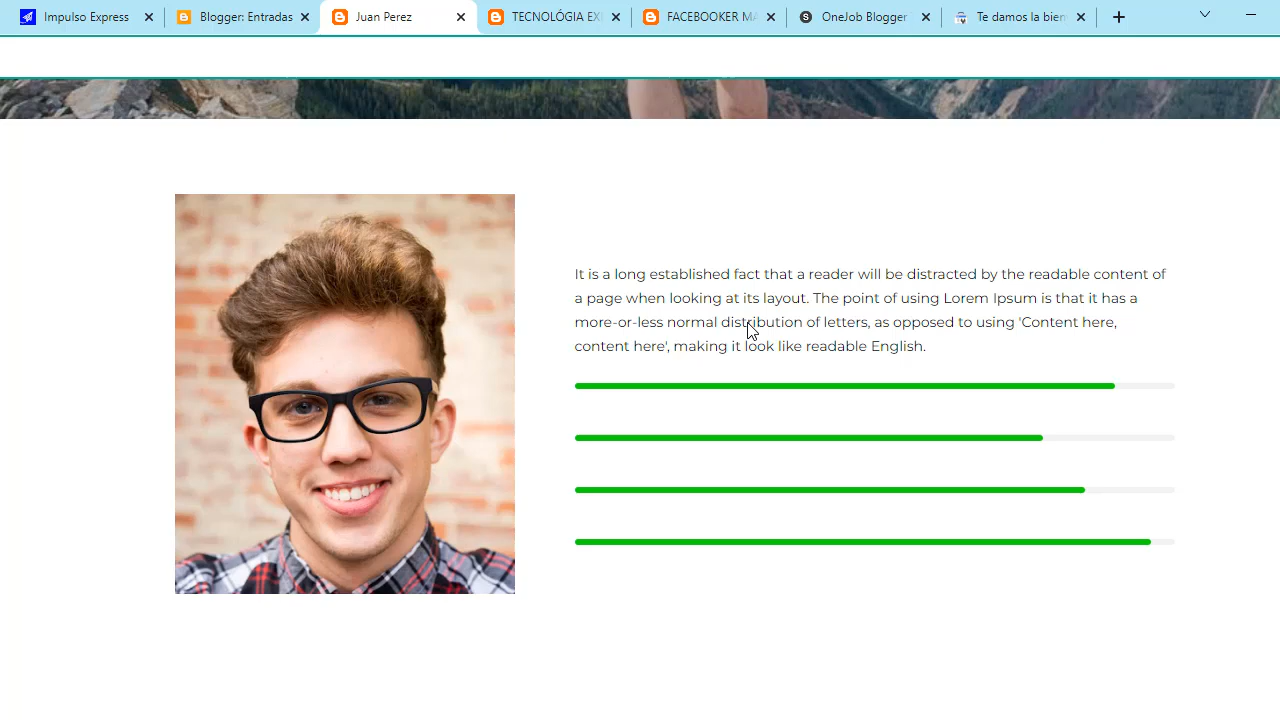 Impulso Express
Blogger: Entradas
Juan Perez
TECNOLÓGIA EX
FACEBOOKER MA
OneJob Blogger
Te damos la bien
It is a long established fact that a reader will be distracted by the readable content of
a page when looking at its layout. The point of using Lorem Ipsum is that it has a
more-or-less normal distribution of letters, as opposed to using 'Content here,
content here', making it look like readable English.